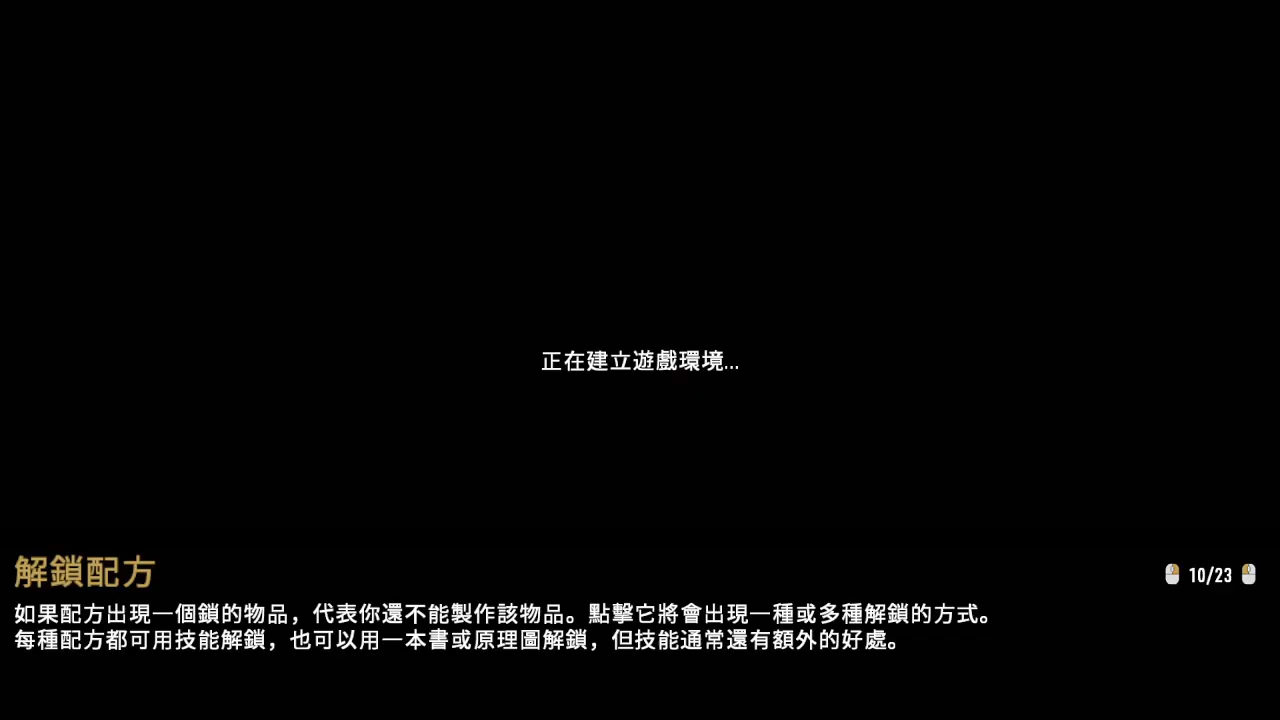 正在建立遊戲環境...
解鎖配方
10/23
如果配方出現一個鎖的物品，代表你還不能製作該物品。點擊它將會出現一種或多種解鎖的方式。
每種配方都可用技能解鎖，也可以用一本書或原理圖解鎖，但技能通常還有額外的好處。